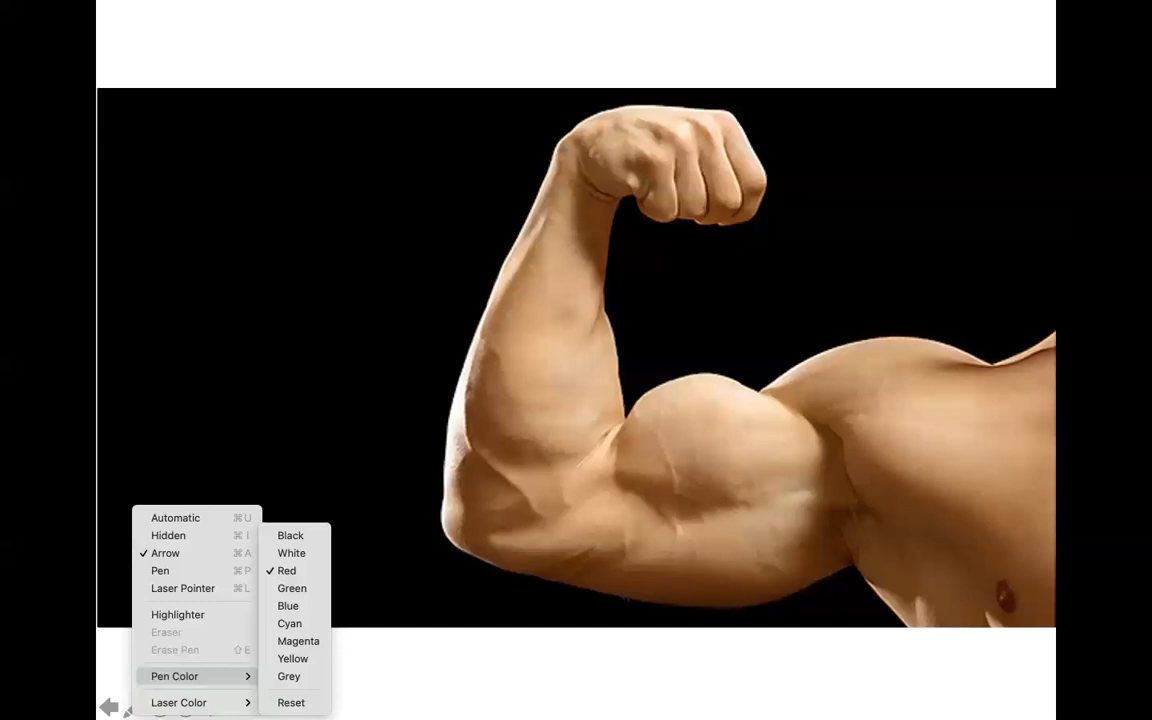 Automatic ⌘U
Hidden ⌘I
Arrow ⌘A
Pen ⌘P
Laser Pointer ⌘L
Highlighter
Eraser
Erase Pen ⇧E
Pen Color
Laser Color
Black
White
Red
Green
Blue
Cyan
Magenta
Yellow
Grey
Reset